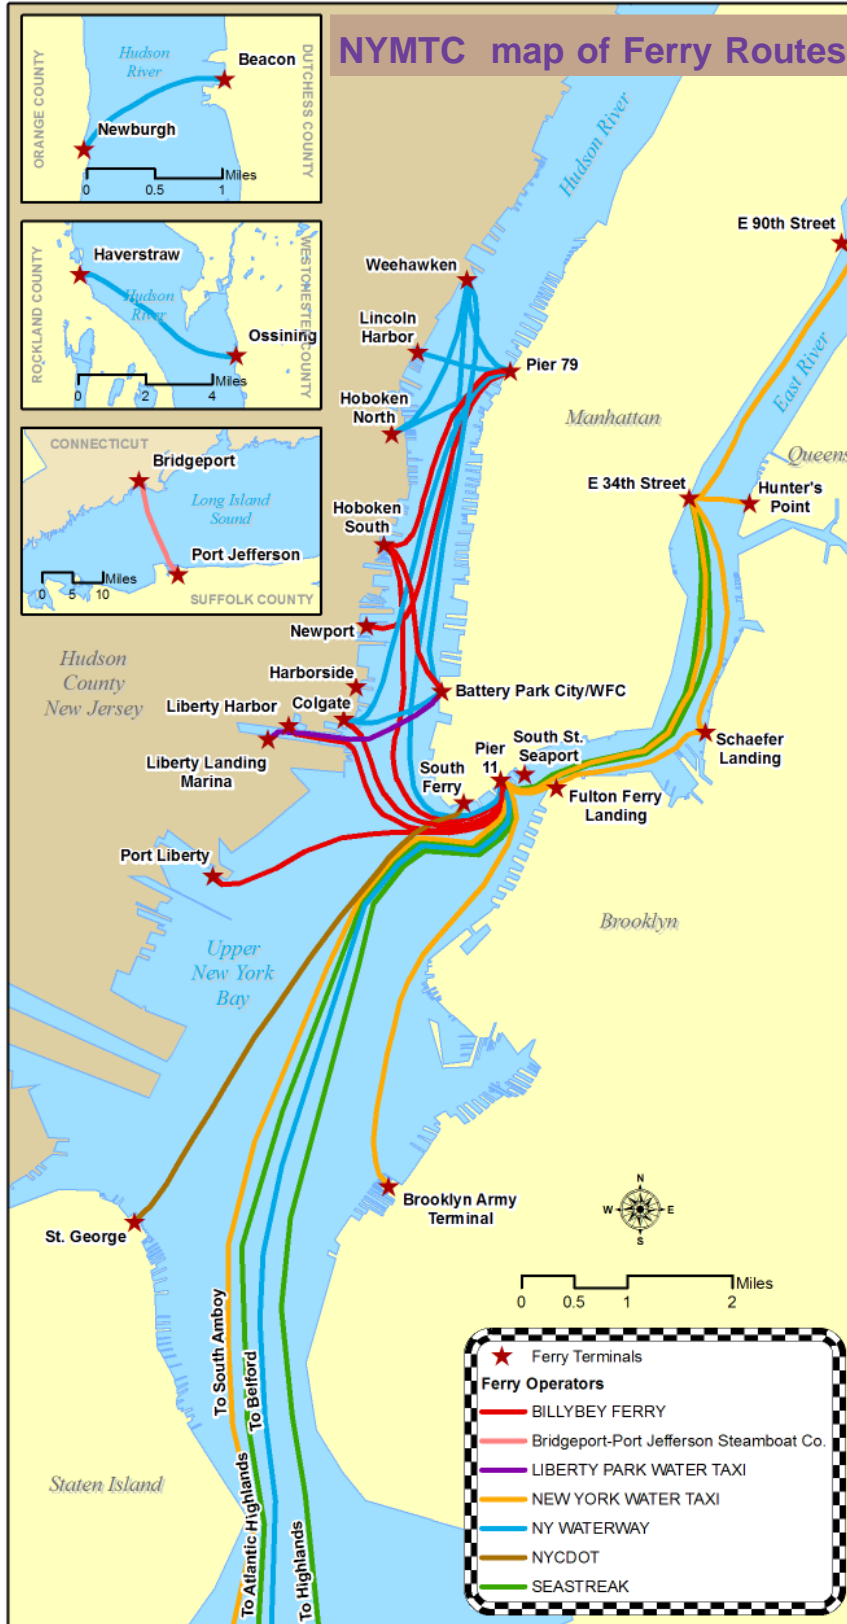 NYMTC  map of Ferry Routes
Hudson
River
Beacon
ORANGE COUNTY
DUTCHESS COUNTY
Newburgh
Miles
0 0.5 1
Haverstraw
ROCKLAND COUNTY
WESTCHESTER COUNTY
Hudson
River
Ossining
Miles
0 2 4
CONNECTICUT
Bridgeport
Long Island
Sound
Port Jefferson
Miles
0 5 10
SUFFOLK COUNTY
Hudson River
E 90th Street
Weehawken
Lincoln
Harbor
Pier 79
East River
Hoboken
North
Manhattan
Queens
E 34th Street
Hunter's
Point
Hoboken
South
Newport
Hudson
County
New Jersey
Harborside
Battery Park City/WFC
Liberty Harbor
Colgate
Liberty Landing
Marina
South
Ferry
Pier
11
South St.
Seaport
Schaefer
Landing
Fulton Ferry
Landing
Port Liberty
Brooklyn
Upper
New York
Bay
Brooklyn Army
Terminal
N
W E
S
St. George
Miles
0 0.5 1 2
To South Amboy
To Belford
To Atlantic Highlands
To Highlands
Staten Island
Ferry Terminals
Ferry Operators
BILLYBEY FERRY
Bridgeport-Port Jefferson Steamboat Co.
LIBERTY PARK WATER TAXI
NEW YORK WATER TAXI
NY WATERWAY
NYCDOT
SEASTREAK